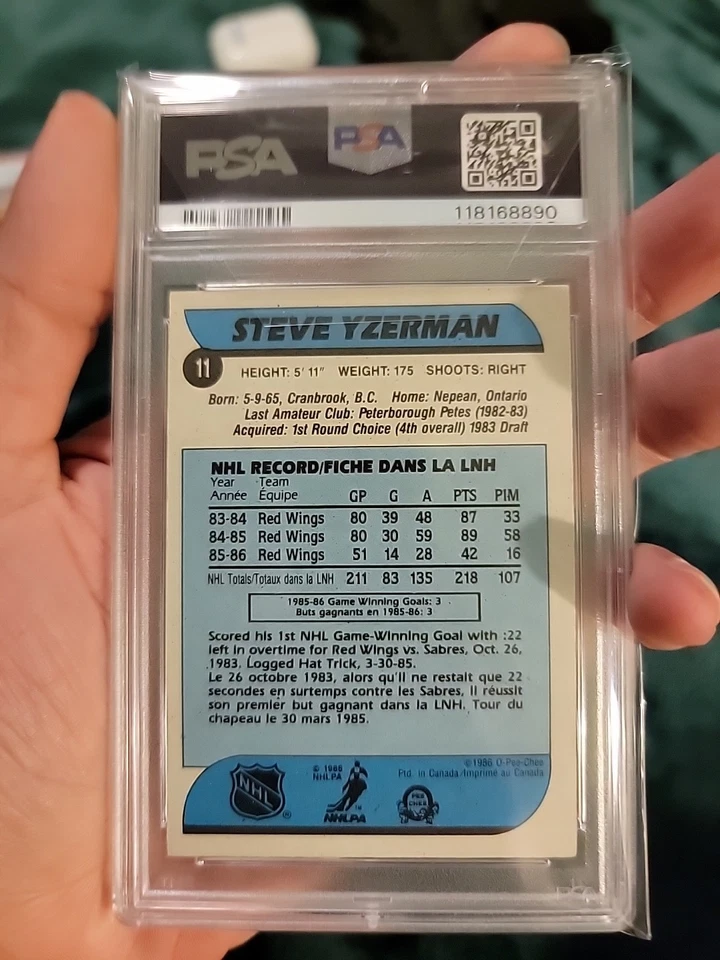 PSA PSA
118168890
STEVE YZERMAN
11
HEIGHT: 5' 11" WEIGHT: 175 SHOOTS: RIGHT
Born: 5-9-65, Cranbrook, B.C. Home: Nepean, Ontario
Last Amateur Club: Peterborough Petes (1982-83)
Acquired: 1st Round Choice (4th overall) 1983 Draft
NHL RECORD/FICHE DANS LA LNH
Year Team
Année Équipe GP G A PTS PIM
83-84 Red Wings 80 39 48 87 33
84-85 Red Wings 80 30 59 89 58
85-86 Red Wings 51 14 28 42 16
NHL Totals/Totaux dans la LNH 211 83 135 218 107
1985-86 Game Winning Goals: 3
Buts gagnants en 1985-86: 3
Scored his 1st NHL Game-Winning Goal with :22
left in overtime for Red Wings vs. Sabres, Oct. 26,
1983. Logged Hat Trick, 3-30-85.
Le 26 octobre 1983, alors qu'il ne restait que 22
secondes en surtemps contre les Sabres, il réussit
son premier but gagnant dans la LNH. Tour du
chapeau le 30 mars 1985.
© 1986 O-Pee-Chee
Ptd. in Canada/Imprimé au Canada
© 1986
NHLPA
NHL ®
NHLPA
TM
PEE
CHEE
PSA